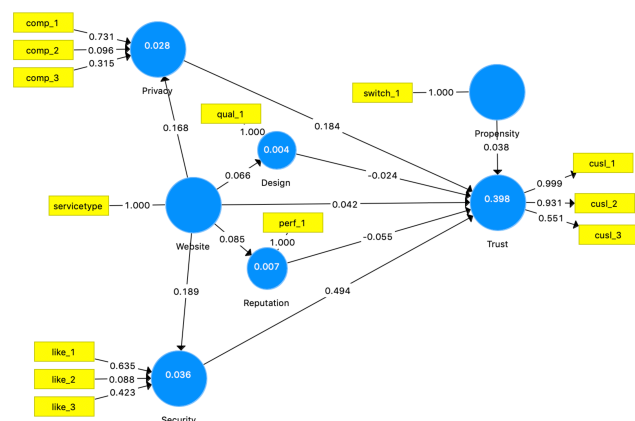 comp_1
0.731
comp_2
0.096
comp_3
0.315
0.028
Privacy
0.168
qual_1
1.000
0.004
Design
0.066
0.184
switch_1
1.000
Propensity
0.038
-0.024
servicetype
1.000
Website
0.042
0.085
perf_1
1.000
0.007
Reputation
-0.055
0.398
Trust
cusl_1
0.999
cusl_2
0.931
cusl_3
0.551
0.189
0.494
like_1
0.635
like_2
0.088
like_3
0.423
0.036
Security